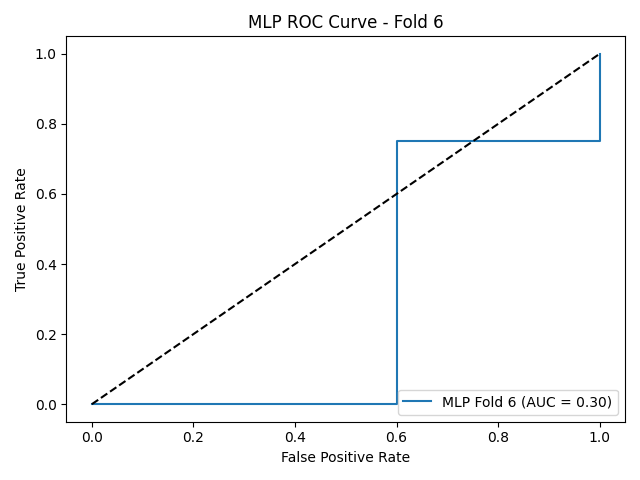 MLP ROC Curve - Fold 6
True Positive Rate
1.0
0.8
0.6
0.4
0.2
0.0
MLP Fold 6 (AUC = 0.30)
0.0 0.2 0.4 0.6 0.8 1.0
False Positive Rate